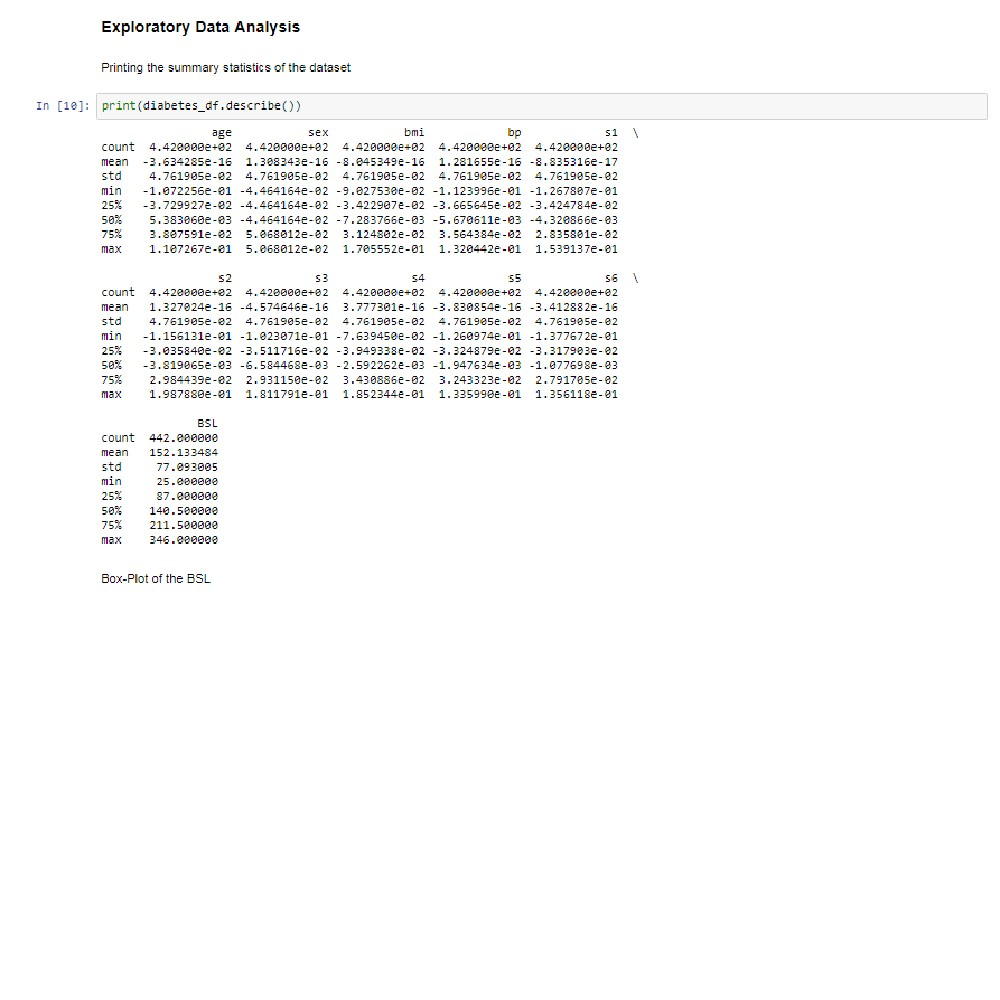 Exploratory Data Analysis
Printing the summary statistics of the dataset
In [10]: print(diabetes_df.describe())
age sex bmi bp s1 \
count 4.420000e+02 4.420000e+02 4.420000e+02 4.420000e+02 4.420000e+02
mean -3.634285e-16 1.308343e-16 -8.045349e-16 1.281655e-16 -8.835316e-17
std 4.761905e-02 4.761905e-02 4.761905e-02 4.761905e-02 4.761905e-02
min -1.072256e-01 -4.464164e-02 -9.027530e-02 -1.123996e-01 -1.267807e-01
25% -3.729927e-02 -4.464164e-02 -3.422907e-02 -3.665645e-02 -3.424784e-02
50% 5.383060e-03 -4.464164e-02 -7.283766e-03 -5.670611e-03 -4.320866e-03
75% 3.807591e-02 5.068012e-02 3.124802e-02 3.564384e-02 2.835801e-02
max 1.107267e-01 5.068012e-02 1.705552e-01 1.320442e-01 1.539137e-01
s2 s3 s4 s5 s6 \
count 4.420000e+02 4.420000e+02 4.420000e+02 4.420000e+02 4.420000e+02
mean 1.327024e-16 -4.574646e-16 3.777301e-16 -3.830854e-16 -3.412882e-16
std 4.761905e-02 4.761905e-02 4.761905e-02 4.761905e-02 4.761905e-02
min -1.156131e-01 -1.023071e-01 -7.639450e-02 -1.260974e-01 -1.377672e-01
25% -3.035840e-02 -3.511716e-02 -3.949338e-02 -3.324879e-02 -3.317903e-02
50% -3.819065e-03 -6.584468e-03 -2.592262e-03 -1.947634e-03 -1.077698e-03
75% 2.984439e-02 2.931150e-02 3.430886e-02 3.243323e-02 2.791705e-02
max 1.987880e-01 1.811791e-01 1.852344e-01 1.335990e-01 1.356118e-01
BSL
count 442.000000
mean 152.133484
std 77.093005
min 25.000000
25% 87.000000
50% 140.500000
75% 211.500000
max 346.000000
Box-Plot of the BSL